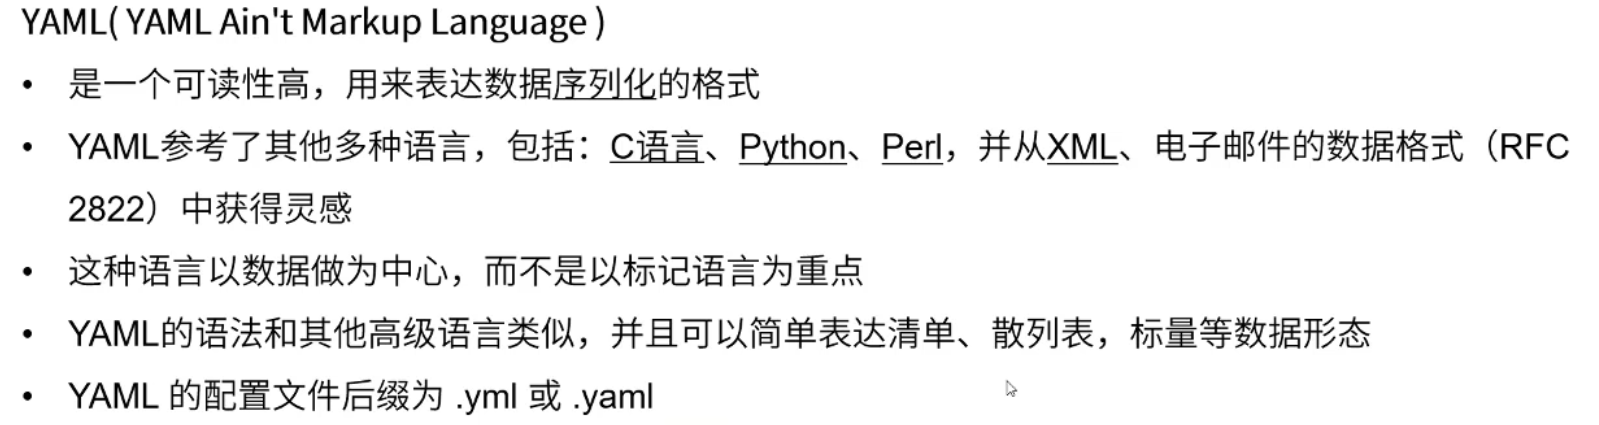 YAML( YAML Ain't Markup Language )
• 是一个可读性高，用来表达数据序列化的格式
• YAML参考了其他多种语言，包括：C语言、Python、Perl，并从XML、电子邮件的数据格式（RFC
2822）中获得灵感
• 这种语言以数据做为中心，而不是以标记语言为重点
• YAML的语法和其他高级语言类似，并且可以简单表达清单、散列表，标量等数据形态
• YAML 的配置文件后缀为 .yml 或 .yaml